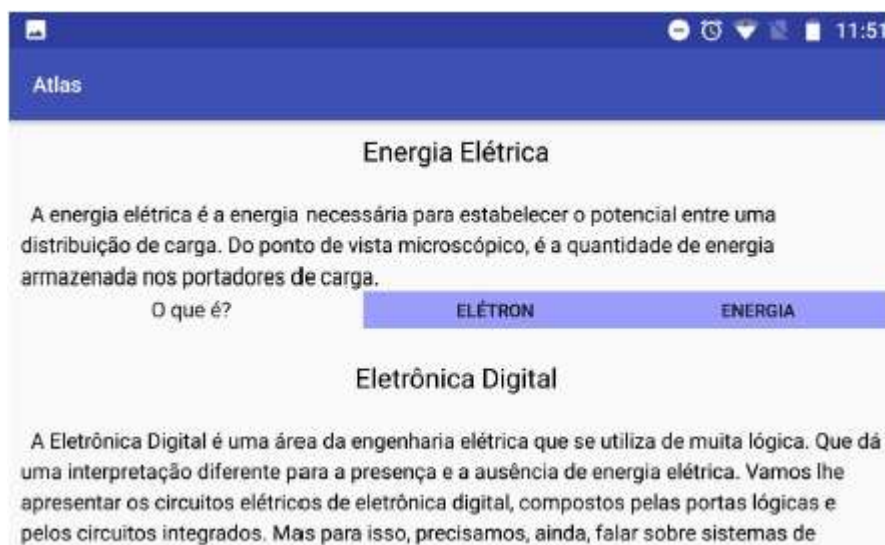 11:51
Atlas
Energia Elétrica
A energia elétrica é a energia necessária para estabelecer o potencial entre uma
distribuição de carga. Do ponto de vista microscópico, é a quantidade de energia
armazenada nos portadores de carga.
O que é? ELÉTRON ENERGIA
Eletrônica Digital
A Eletrônica Digital é uma área da engenharia elétrica que se utiliza de muita lógica. Que dá
uma interpretação diferente para a presença e a ausência de energia elétrica. Vamos lhe
apresentar os circuitos elétricos de eletrônica digital, compostos pelas portas lógicas e
pelos circuitos integrados. Mas para isso, precisamos, ainda, falar sobre sistemas de